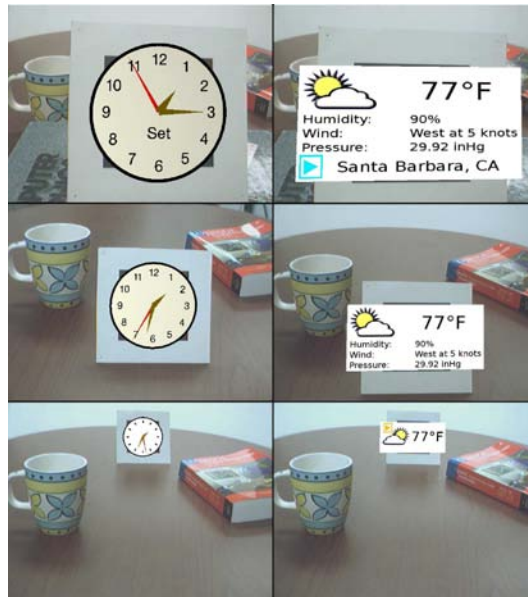 12
11 1
10 2
9 3
8 4
Set
7 5
6
77°F
Humidity: 90%
Wind: West at 5 knots
Pressure: 29.92 inHg
Santa Barbara, CA
12
11 1
10 2
9 3
8 4
7 5
6
77°F
Humidity: 90%
Wind: West at 5 knots
Pressure: 29.92 inHg
77°F